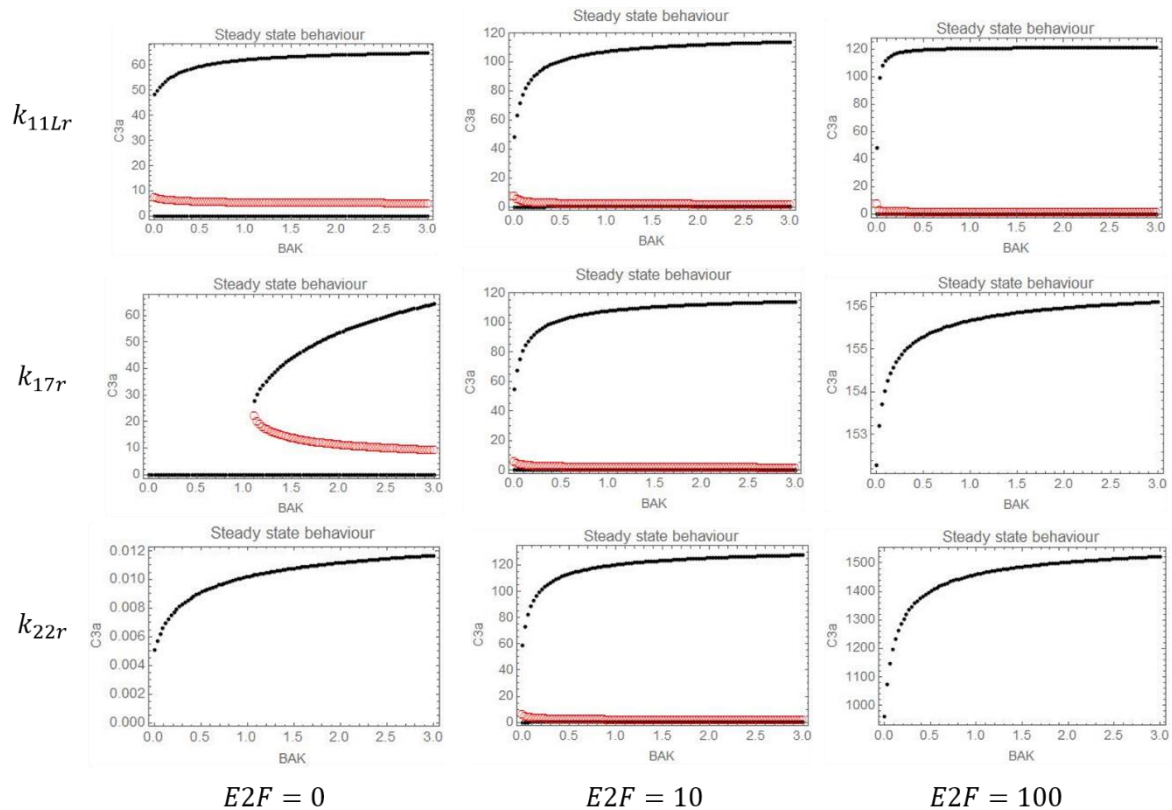 Steady state behaviour Steady state behaviour Steady state behaviour
k11Lr
C3a C3a C3a
60 120 120
50 100 100
40 80 80
30 60 60
20 40 40
10 20 20
0 0 0
0.0 0.5 1.0 1.5 2.0 2.5 3.0 0.0 0.5 1.0 1.5 2.0 2.5 3.0 0.0 0.5 1.0 1.5 2.0 2.5 3.0
BAK BAK BAK
Steady state behaviour Steady state behaviour Steady state behaviour
k17r
C3a C3a C3a
60 120 156
50 100 155
40 80 154
30 60 153
20 40
10 20
0 0
0.0 0.5 1.0 1.5 2.0 2.5 3.0 0.0 0.5 1.0 1.5 2.0 2.5 3.0 0.0 0.5 1.0 1.5 2.0 2.5 3.0
BAK BAK BAK
Steady state behaviour Steady state behaviour Steady state behaviour
k22r
C3a C3a C3a
0.012 120 1500
0.010 100 1400
0.008 80 1300
0.006 60 1200
0.004 40 1100
0.002 20 1000
0.000 0
0.0 0.5 1.0 1.5 2.0 2.5 3.0 0.0 0.5 1.0 1.5 2.0 2.5 3.0 0.0 0.5 1.0 1.5 2.0 2.5 3.0
BAK BAK BAK
E2F = 0 E2F = 10 E2F = 100